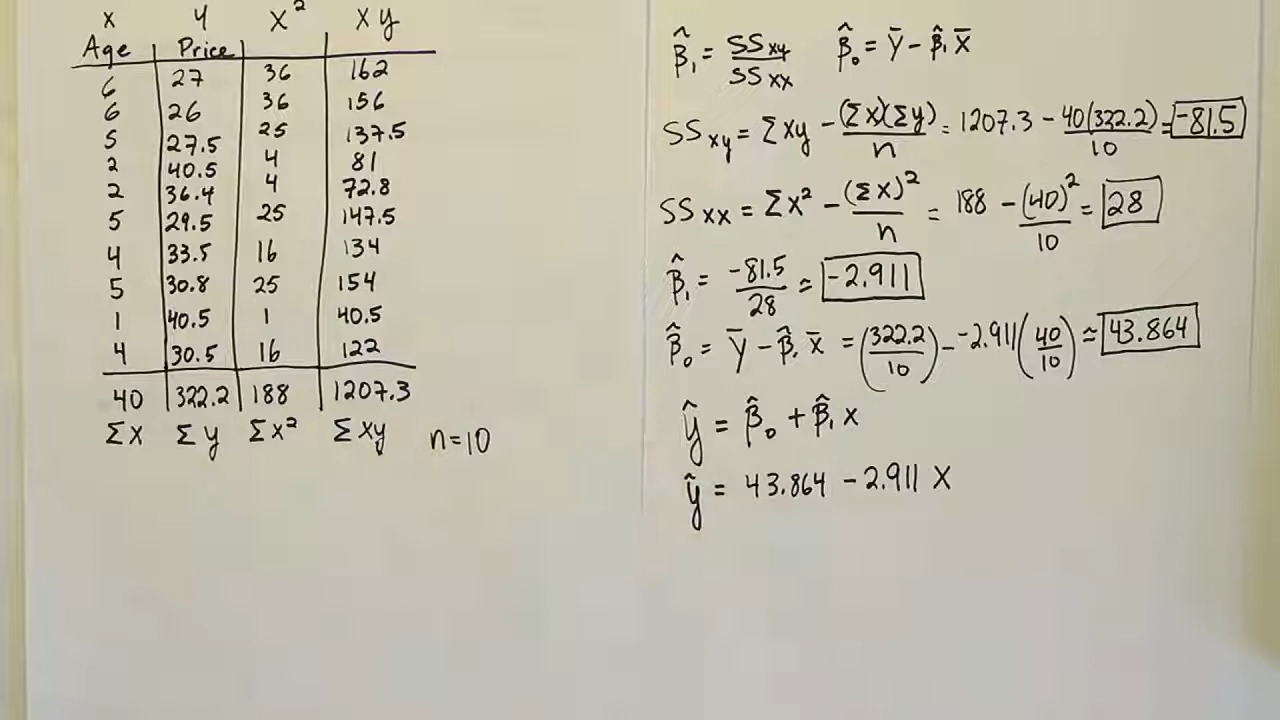 x y x² xy
Age Price
6 27 36 162
6 26 36 156
5 27.5 25 137.5
2 40.5 4 81
2 36.4 4 72.8
5 29.5 25 147.5
4 33.5 16 134
5 30.8 25 154
1 40.5 1 40.5
4 30.5 16 122
40 322.2 188 1207.3
Σx Σy Σx² Σxy n=10
β̂₁ = SSxy/SSxx β̂₀ = ȳ - β̂₁x̄
SSxy = Σxy - (Σx)(Σy)/n = 1207.3 - 40(322.2)/10 = -81.5
SSxx = Σx² - (Σx)²/n = 188 - (40)²/10 = 28
β̂₁ = -81.5/28 ≈ -2.911
β̂₀ = ȳ - β̂₁x̄ = (322.2/10) - -2.911(40/10) ≈ 43.864
ŷ = β̂₀ + β̂₁x
ŷ = 43.864 - 2.911 x